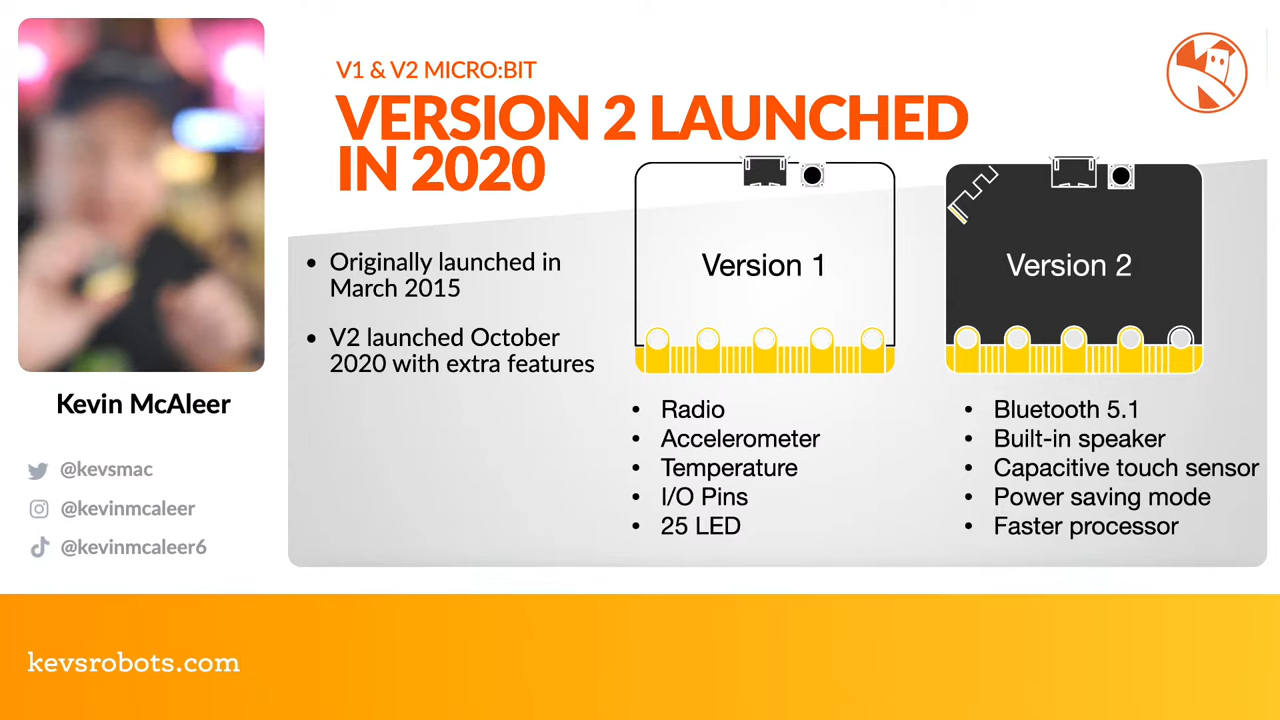 V1 & V2 MICRO:BIT
VERSION 2 LAUNCHED
IN 2020
• Originally launched in
March 2015
• V2 launched October
2020 with extra features
Version 1
• Radio
• Accelerometer
• Temperature
• I/O Pins
• 25 LED
Version 2
• Bluetooth 5.1
• Built-in speaker
• Capacitive touch sensor
• Power saving mode
• Faster processor
Kevin McAleer
@kevsmac
@kevinmcaleer
@kevinmcaleer6
kevsrobots.com